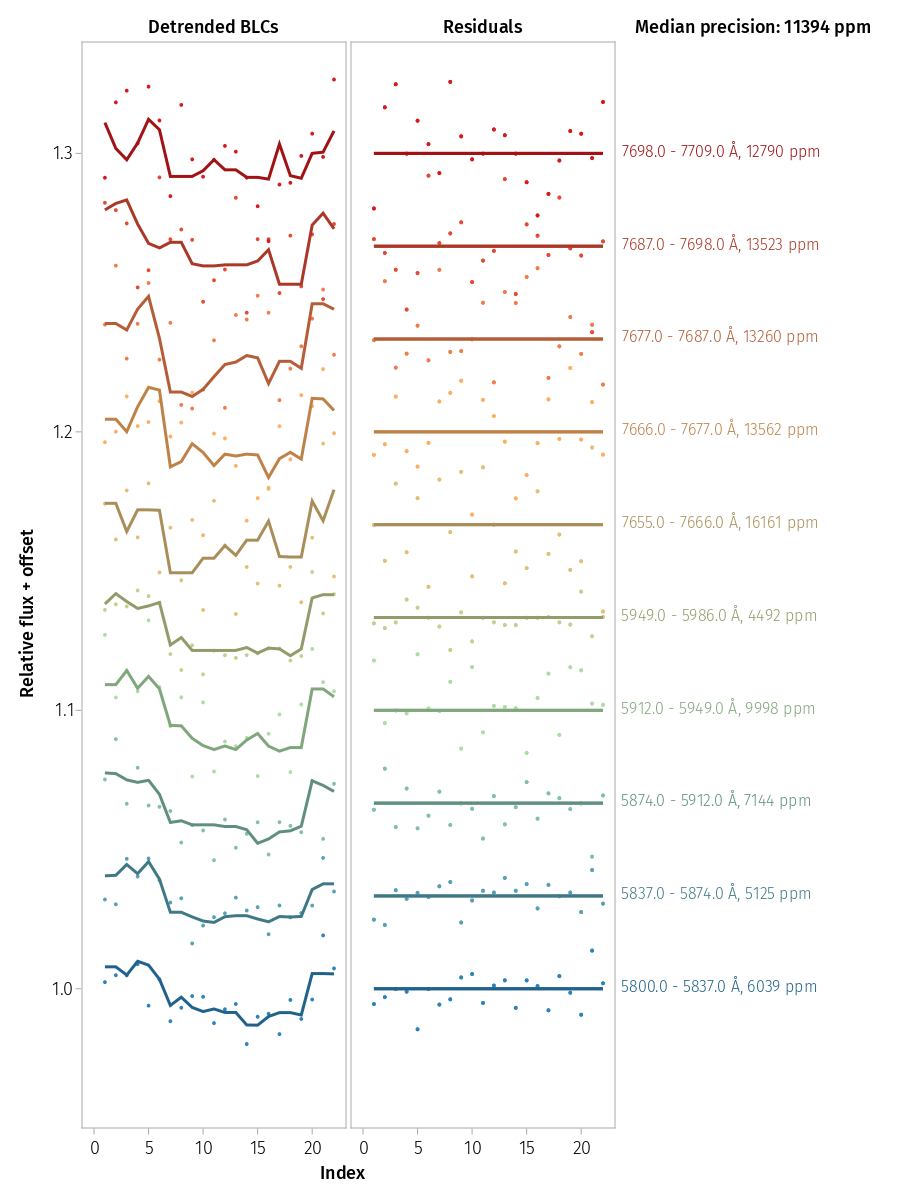 Detrended BLCs
Residuals
Median precision: 11394 ppm
1.3
7698.0 - 7709.0 Å, 12790 ppm
7687.0 - 7698.0 Å, 13523 ppm
7677.0 - 7687.0 Å, 13260 ppm
1.2
7666.0 - 7677.0 Å, 13562 ppm
7655.0 - 7666.0 Å, 16161 ppm
Relative flux + offset
5949.0 - 5986.0 Å, 4492 ppm
1.1
5912.0 - 5949.0 Å, 9998 ppm
5874.0 - 5912.0 Å, 7144 ppm
5837.0 - 5874.0 Å, 5125 ppm
1.0
5800.0 - 5837.0 Å, 6039 ppm
0 5 10 15 20
0 5 10 15 20
Index